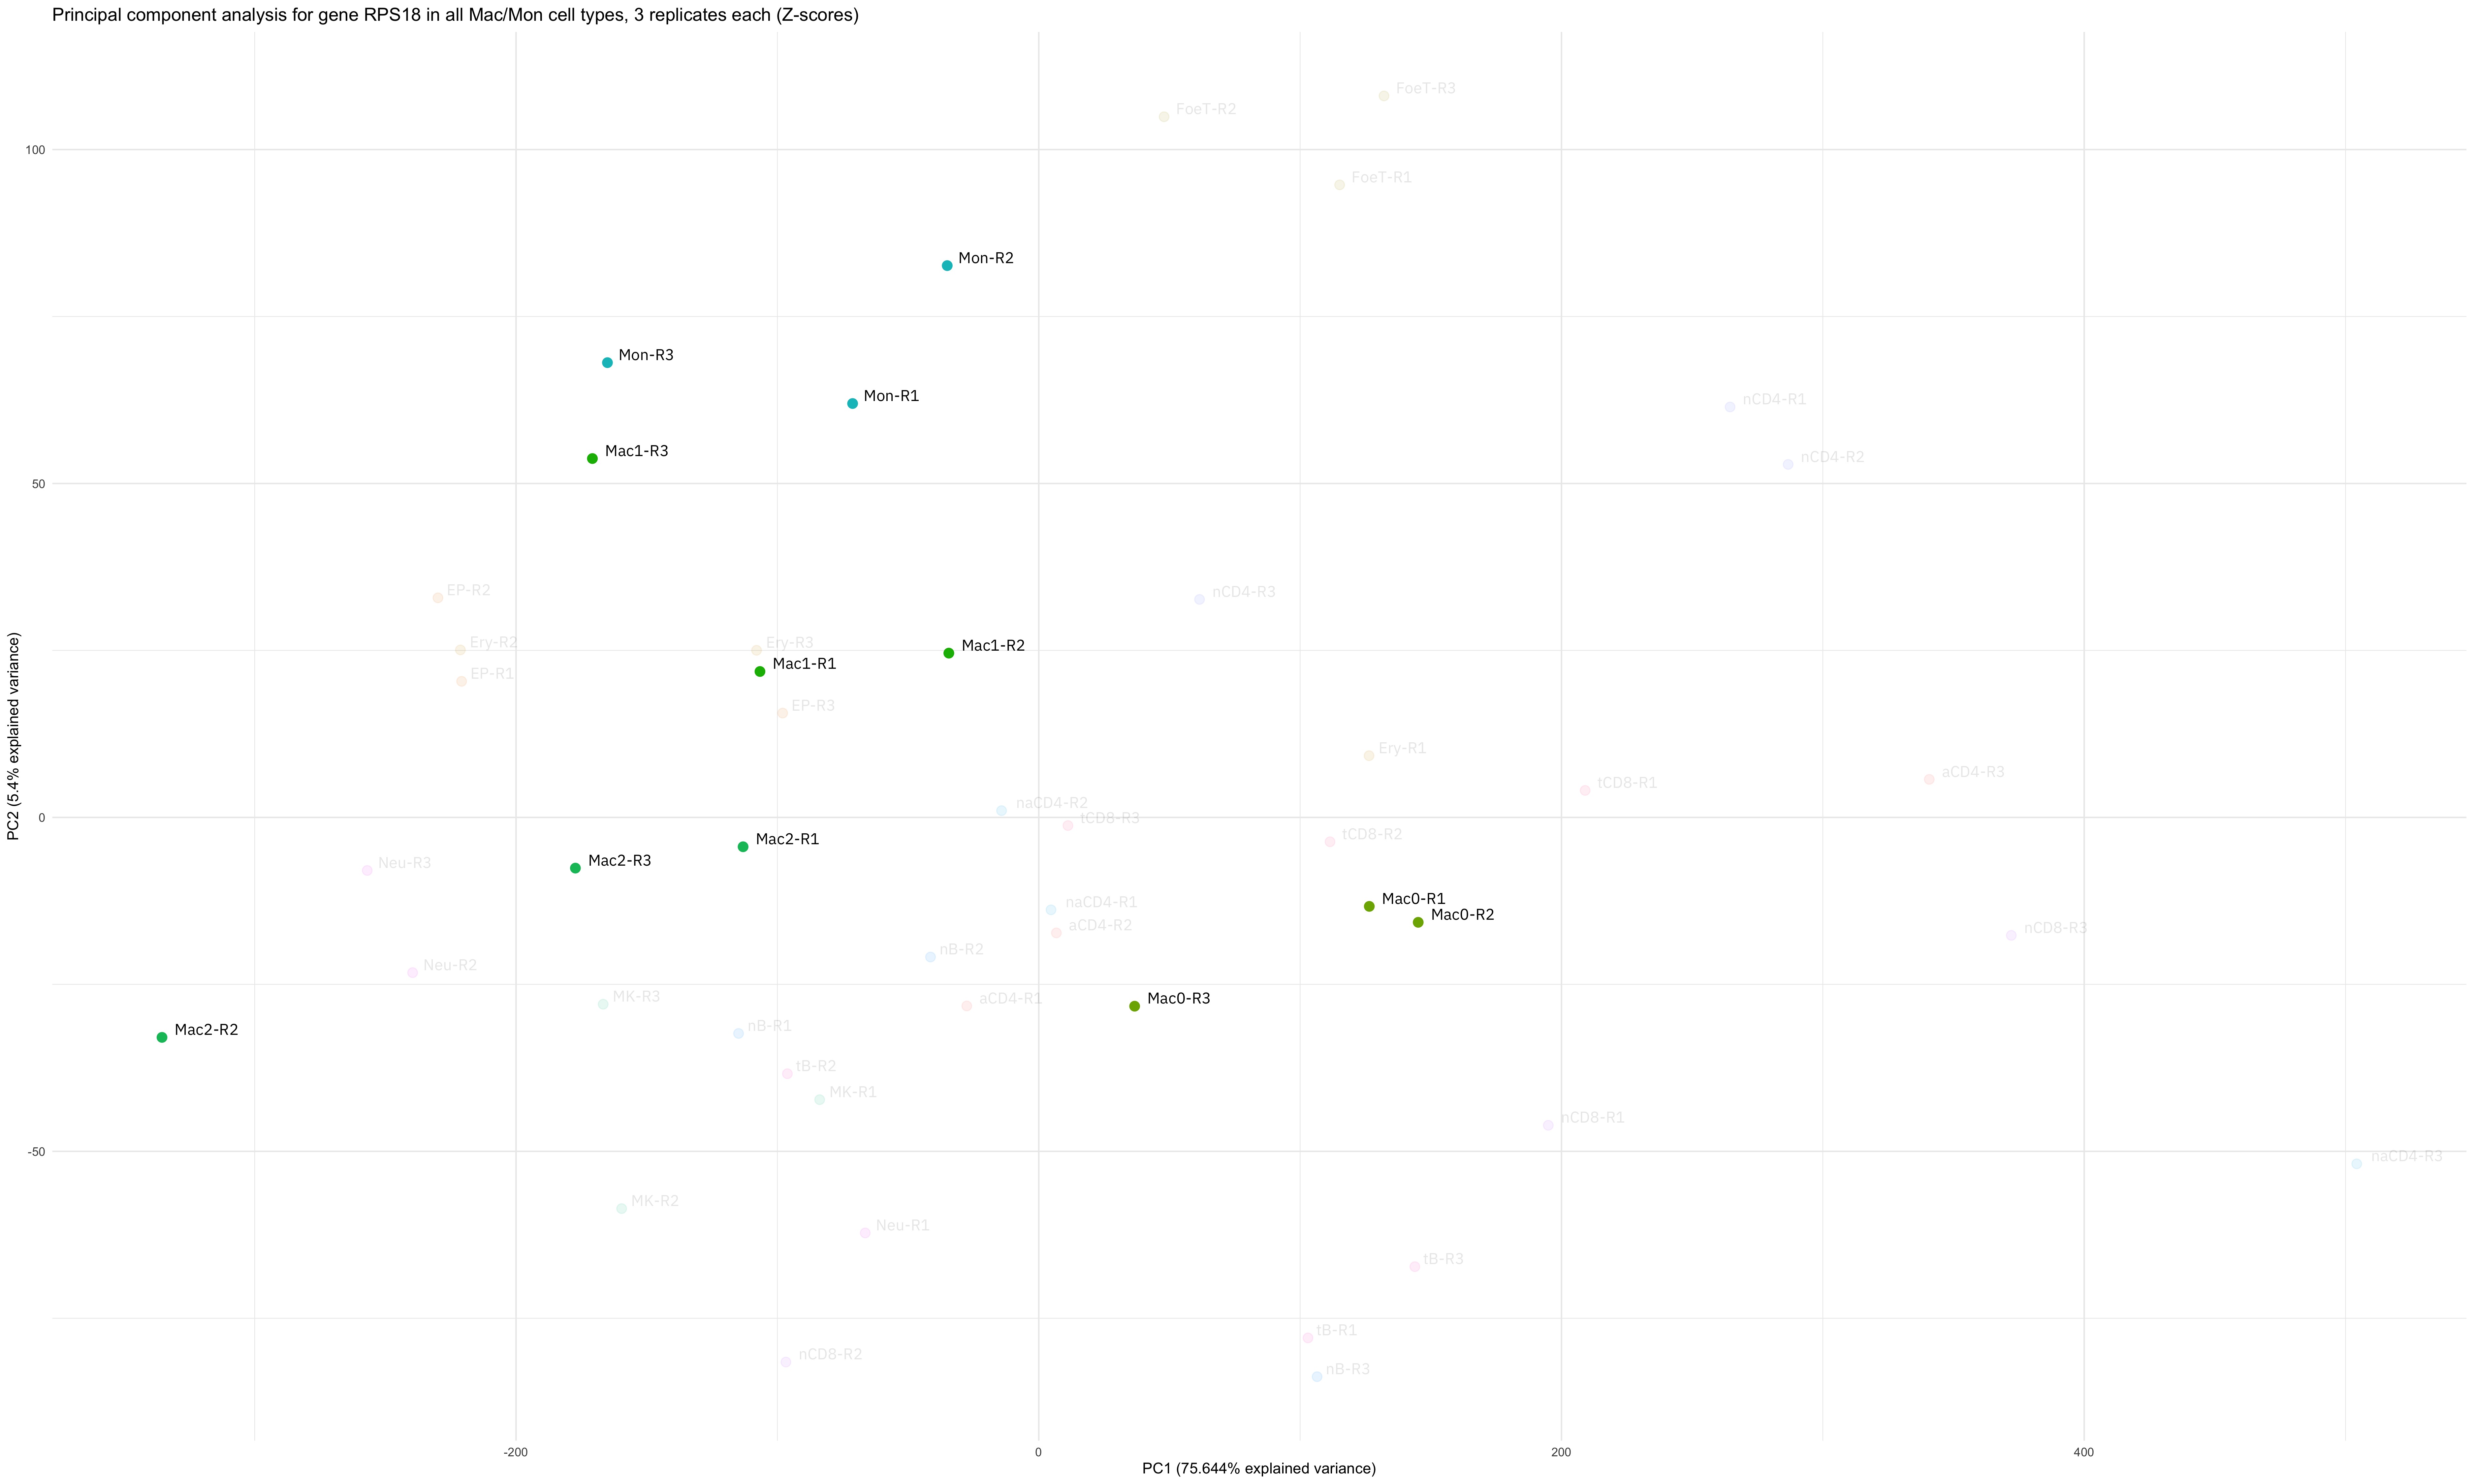 Principal component analysis for gene RPS18 in all Mac/Mon cell types, 3 replicates each (Z-scores)
FoeT-R3
FoeT-R2
100
FoeT-R1
Mon-R2
Mon-R3
Mon-R1
nCD4-R1
Mac1-R3
nCD4-R2
50
EP-R2
nCD4-R3
Ery-R2
Ery-R3
Mac1-R2
Mac1-R1
EP-R1
EP-R3
PC2 (5.4% explained variance)
Ery-R1
aCD4-R3
tCD8-R1
naCD4-R2
0
tCD8-R3
tCD8-R2
Mac2-R1
Mac2-R3
Neu-R3
Mac0-R1
naCD4-R1
Mac0-R2
aCD4-R2
nCD8-R3
nB-R2
Neu-R2
MK-R3
aCD4-R1
Mac0-R3
nB-R1
Mac2-R2
tB-R2
MK-R1
nCD8-R1
-50
naCD4-R3
MK-R2
Neu-R1
tB-R3
tB-R1
nCD8-R2
nB-R3
-200
0
200
400
PC1 (75.644% explained variance)